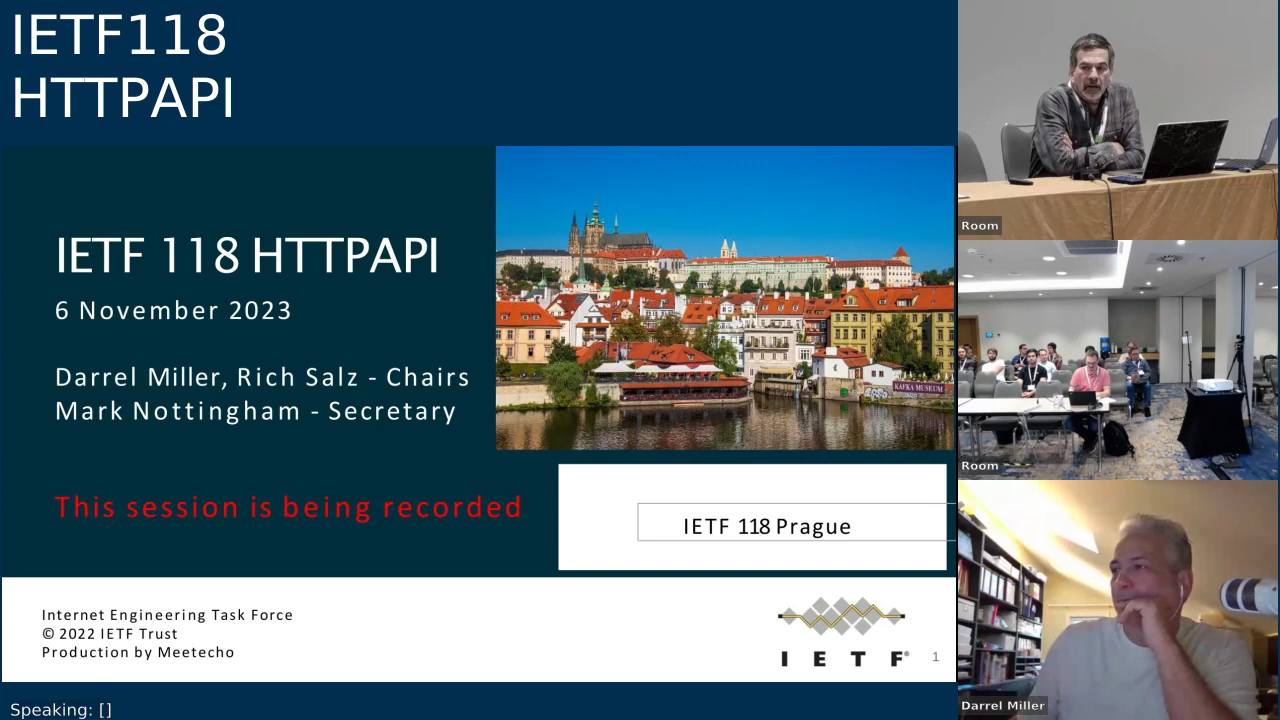 IETF118
HTTPAPI
IETF 118 HTTPAPI
6 November 2023
Darrel Miller, Rich Salz - Chairs
Mark Nottingham - Secretary
This session is being recorded
KAFKA MUSEUM
IETF 118 Prague
Internet Engineering Task Force
© 2022 IETF Trust
Production by Meetecho
I E T F®
1
Speaking: []
Room
Room
Darrel Miller